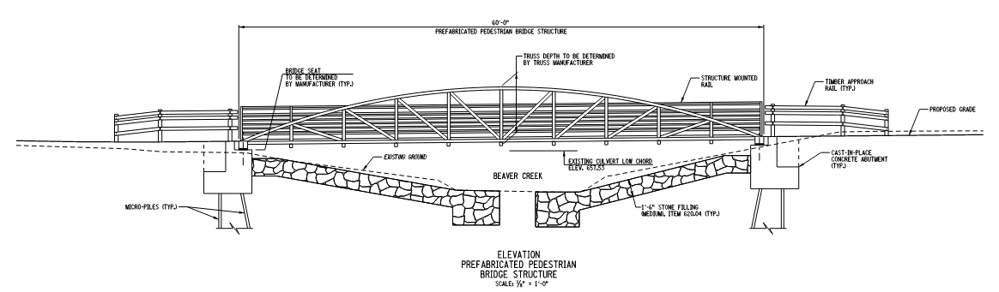 60'-0"
PREFABRICATED PEDESTRIAN BRIDGE STRUCTURE
TRUSS DEPTH TO BE DETERMINED
BY TRUSS MANUFACTURER
BRIDGE SEAT
TO BE DETERMINED
BY MANUFACTURER (TYP.)
STRUCTURE MOUNTED
RAIL
TIMBER APPROACH
RAIL (TYP.)
PROPOSED GRADE
EXISTING GROUND
EXISTING CULVERT LOW CHORD
ELEV. 657.53
CAST-IN-PLACE
CONCRETE ABUTMENT
(TYP.)
BEAVER CREEK
MICRO-PILES (TYP.)
1'-6" STONE FILLING
(MEDIUM), ITEM 620.04 (TYP.)
ELEVATION
PREFABRICATED PEDESTRIAN
BRIDGE STRUCTURE
SCALE: ⅛" = 1'-0"